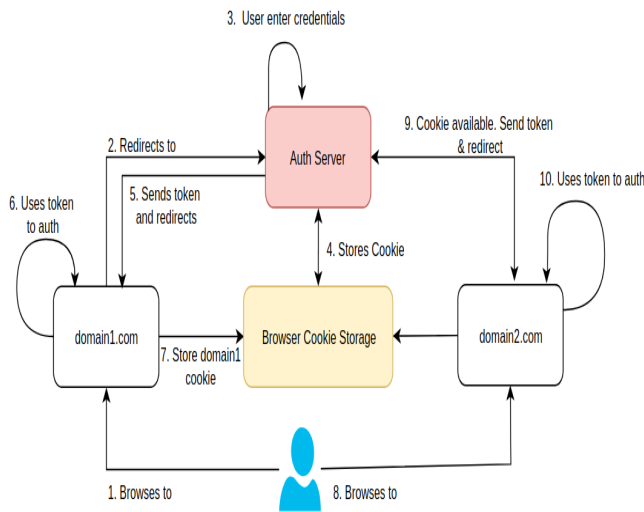 3. User enter credentials
Auth Server
2. Redirects to
9. Cookie available. Send token
& redirect
5. Sends token
and redirects
10. Uses token to auth
6. Uses token
to auth
4. Stores Cookie
domain1.com
Browser Cookie Storage
domain2.com
7. Store domain1
cookie
1. Browses to
8. Browses to